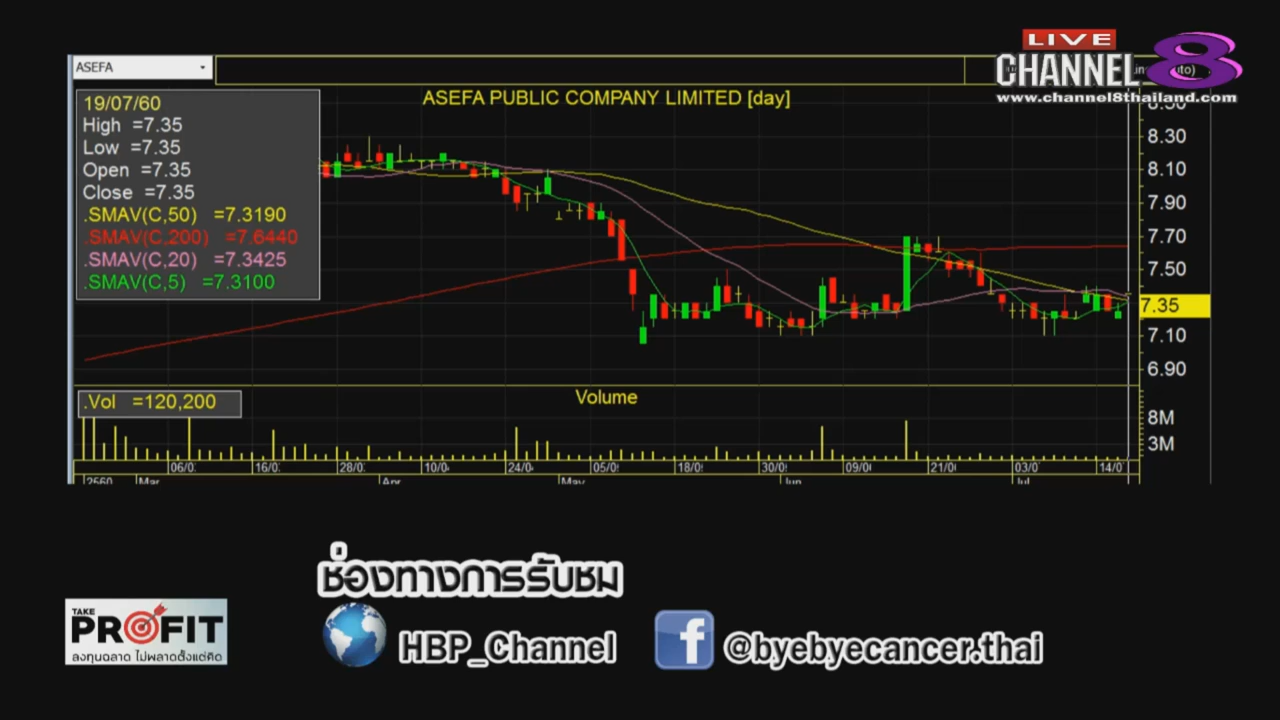 ASEFA
LIVE
CHANNEL 8
www.channel8thailand.com
ASEFA PUBLIC COMPANY LIMITED [day]
19/07/60
High =7.35
Low =7.35
Open =7.35
Close =7.35
.SMAV(C,50) =7.3190
.SMAV(C,200) =7.6440
.SMAV(C,20) =7.3425
.SMAV(C,5) =7.3100
8.50
8.30
8.10
7.90
7.70
7.50
7.35
7.10
6.90
.Vol =120,200
Volume
8M
3M
06/0 16/0 28/0 10/0 24/0 05/0 18/0 30/0 09/0 21/0 03/0 14/0
2560 Mar Apr May Jun Jul
ช่องทางการรับชม
HBP_Channel
@byebyecancer.thai
TAKE
PROFIT
ลงทุนฉลาด ไม่พลาดตั้งแต่คิด